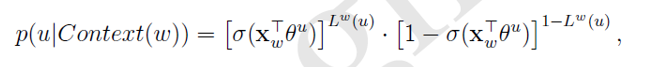 p(u|Context(w)) = [σ(x_w^⊤θ^u)]^{L^w(u)} · [1 − σ(x_w^⊤θ^u)]^{1−L^w(u)} ,